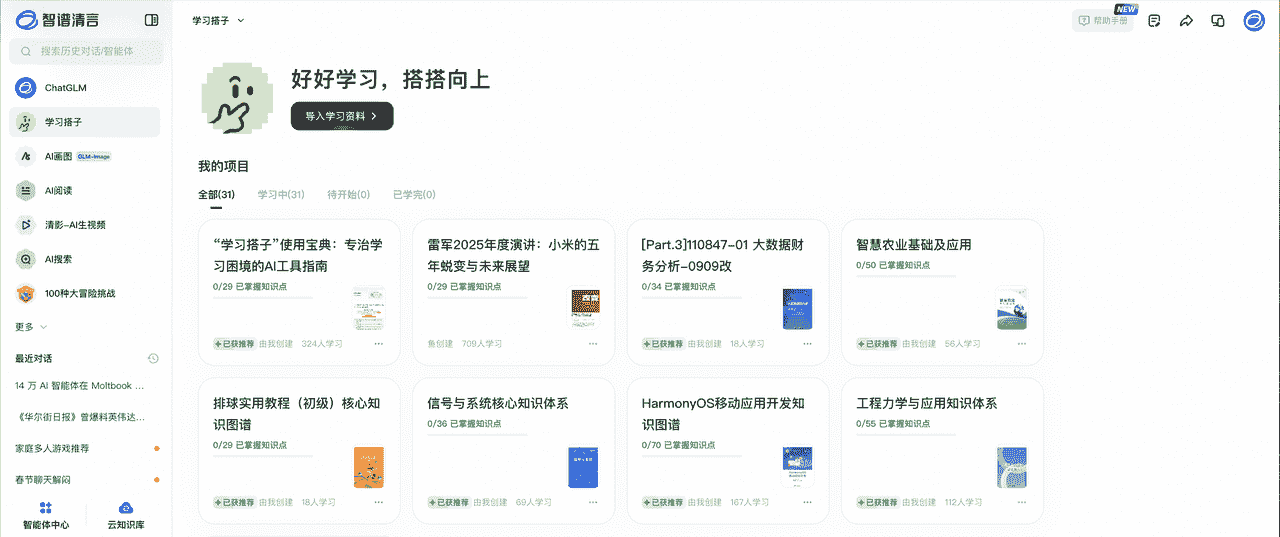 智谱清言
搜索历史对话/智能体
ChatGLM
学习搭子
AI画图 GLM-Image
AI阅读
清影-AI生视频
AI搜索
100种大冒险挑战
更多
最近对话
14 万 AI 智能体在 Moltbook ...
《华尔街日报》曾爆料英伟达...
家庭多人游戏推荐
春节聊天解闷
智能体中心
云知识库
学习搭子
NEW
帮助手册
好好学习，搭搭向上
导入学习资料
我的项目
全部(31) 学习中(31) 待开始(0) 已学完(0)
“学习搭子”使用宝典：专治学
习困境的AI工具指南
0/29 已掌握知识点
已获推荐 由我创建 324人学习
雷军2025年度演讲：小米的五
年蜕变与未来展望
0/29 已掌握知识点
鱼创建 709人学习
[Part.3]110847-01 大数据财
务分析-0909改
0/34 已掌握知识点
已获推荐 由我创建 18人学习
智慧农业基础及应用
0/50 已掌握知识点
已获推荐 由我创建 56人学习
排球实用教程（初级）核心知
识图谱
0/29 已掌握知识点
已获推荐 由我创建 18人学习
信号与系统核心知识体系
0/36 已掌握知识点
已获推荐 由我创建 69人学习
HarmonyOS移动应用开发知
识图谱
0/70 已掌握知识点
已获推荐 由我创建 167人学习
工程力学与应用知识体系
0/55 已掌握知识点
已获推荐 由我创建 112人学习